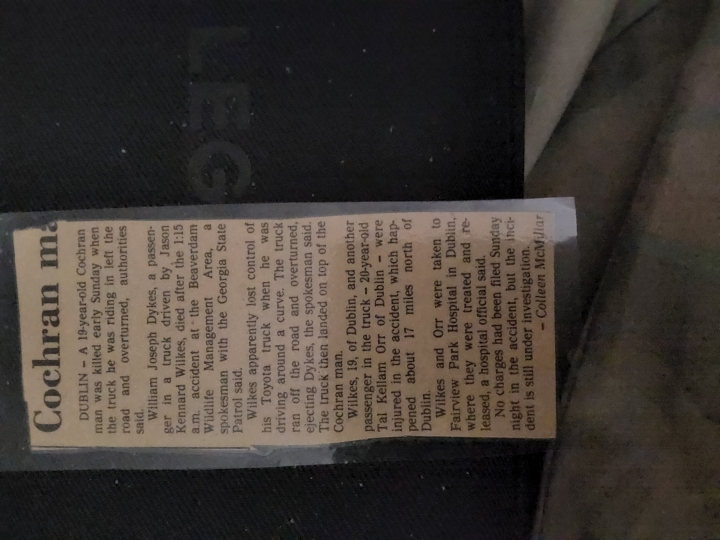 LEG
Cochran ma
DUBLIN – A 19-year-old Cochran
man was killed early Sunday when
the truck he was riding in left the
road and overturned, authorities
said.
William Joseph Dykes, a passen-
ger in a truck driven by Jason
Kennard Wilkes, died after the 1:15
a.m. accident at the Beaverdam
Wildlife Management Area, a
spokesman with the Georgia State
Patrol said.
Wilkes apparently lost control of
his Toyota truck when he was
driving around a curve. The truck
ran off the road and overturned,
ejecting Dykes, the spokesman said.
The truck then landed on top of the
Cochran man.
Wilkes, 19, of Dublin, and another
passenger in the truck – 20-year-old
Tal Kellam Orr of Dublin – were
injured in the accident, which hap-
pened about 17 miles north of
Dublin.
Wilkes and Orr were taken to
Fairview Park Hospital in Dublin,
where they were treated and re-
leased, a hospital official said.
No charges had been filed Sunday
night in the accident, but the inci-
dent is still under investigation.
– Colleen McMillar